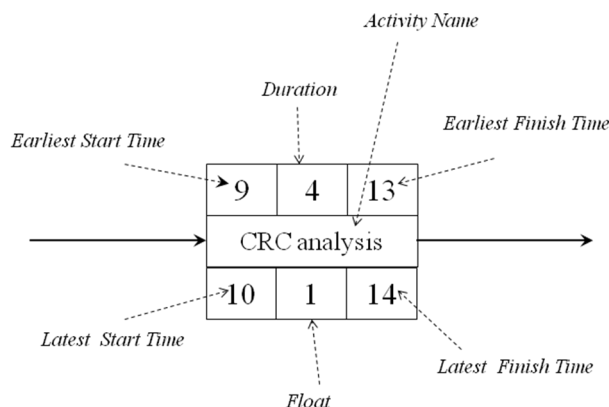 Activity Name
Duration
Earliest Start Time
Earliest Finish Time
9 4 13
CRC analysis
10 1 14
Latest Start Time
Latest Finish Time
Float